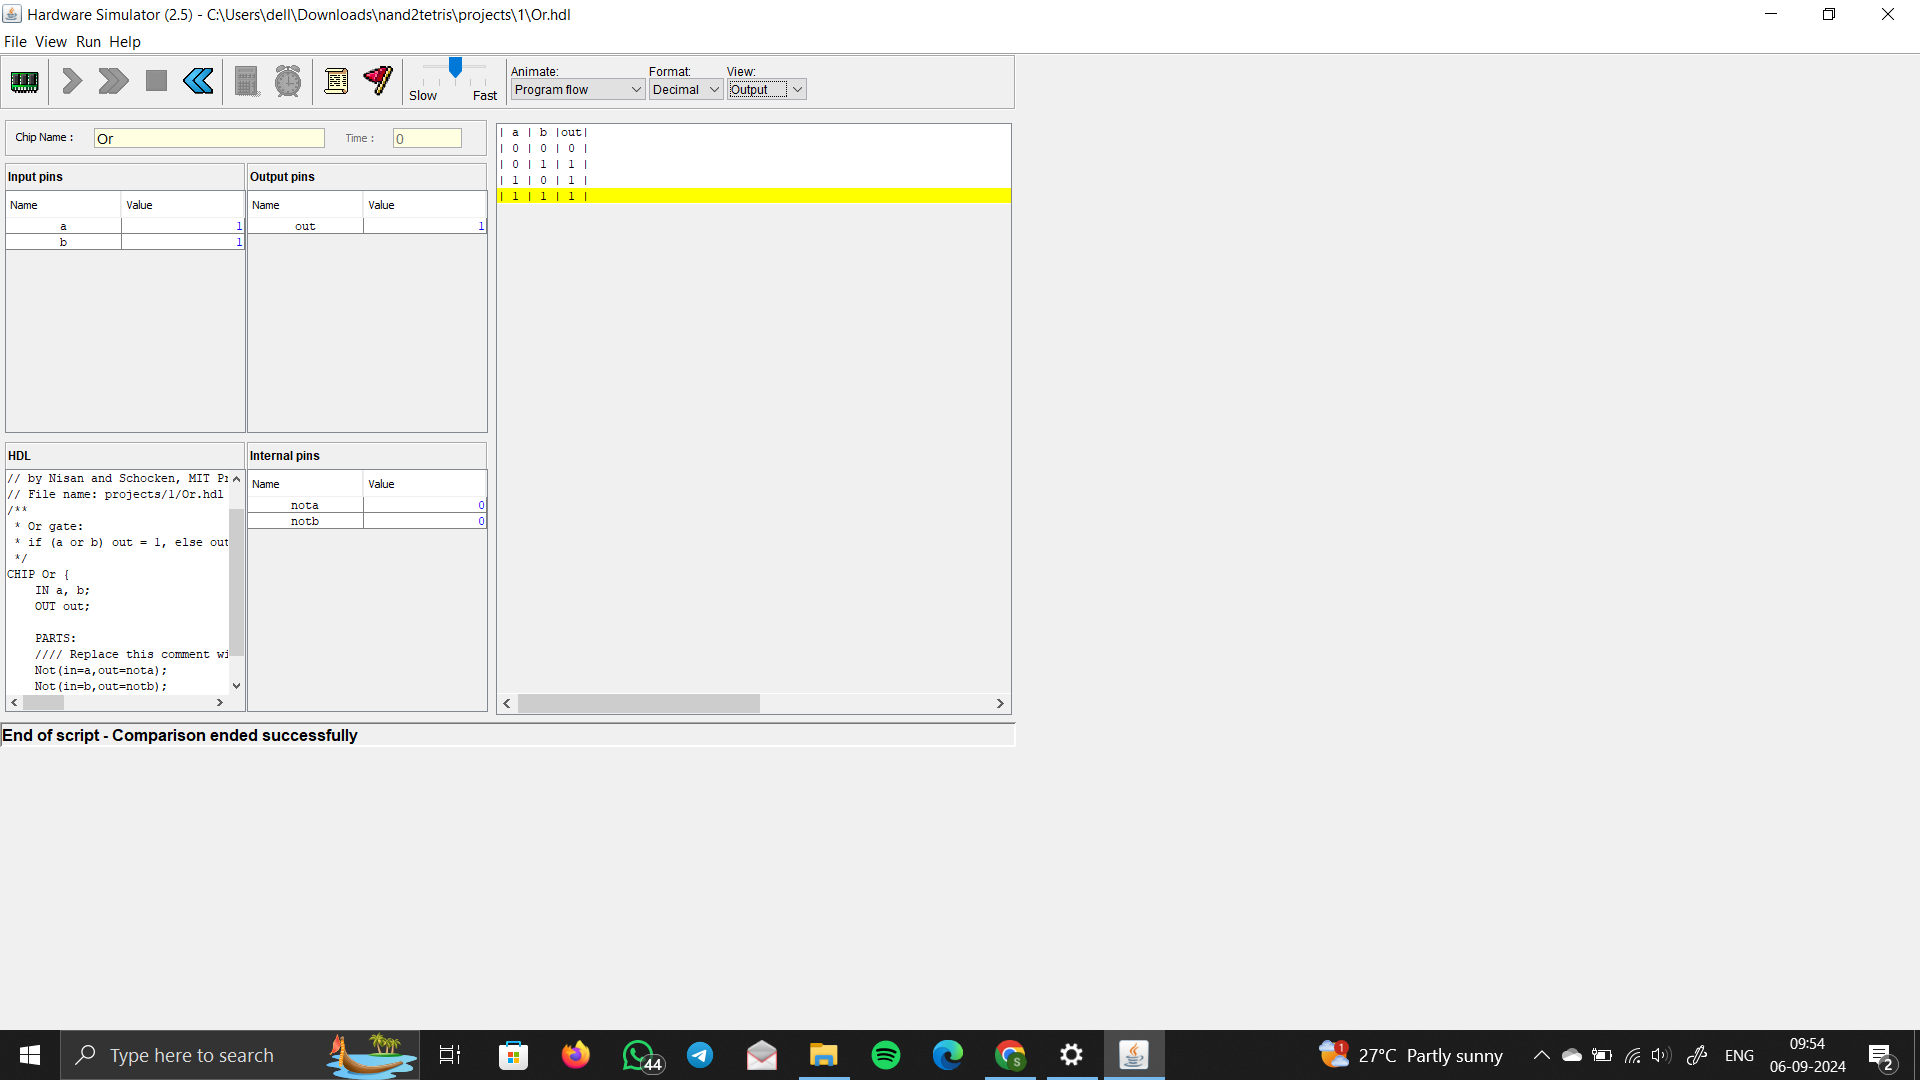 Hardware Simulator (2.5) - C:\Users\dell\Downloads\nand2tetris\projects\1\Or.hdl
File View Run Help
Animate: Format: View:
Slow Fast Program flow Decimal Output
Chip Name : Or Time : 0
Input pins
Name Value
a 1
b 1
Output pins
Name Value
out 1
| a | b |out|
| 0 | 0 | 0 |
| 0 | 1 | 1 |
| 1 | 0 | 1 |
| 1 | 1 | 1 |
HDL
// by Nisan and Schocken, MIT Pr
// File name: projects/1/Or.hdl
/**
* Or gate:
* if (a or b) out = 1, else out
*/
CHIP Or {
IN a, b;
OUT out;
PARTS:
//// Replace this comment wi
Not(in=a,out=nota);
Not(in=b,out=notb);
Internal pins
Name Value
nota 0
notb 0
End of script - Comparison ended successfully
Type here to search
44
S
1
27°C Partly sunny
ENG
09:54
06-09-2024
2